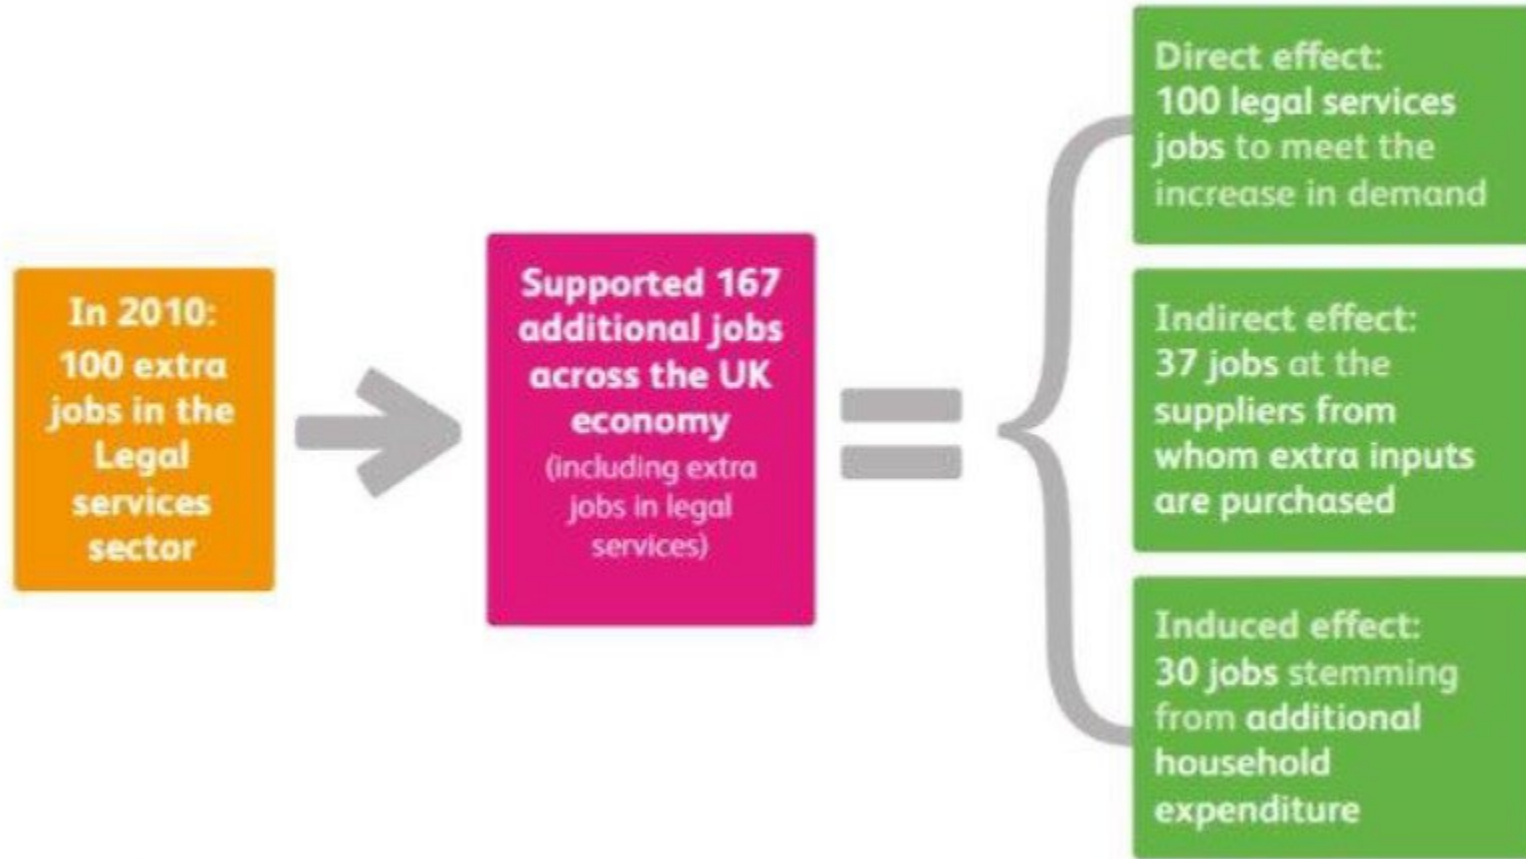 In 2010:
100 extra
jobs in the
Legal
services
sector
Supported 167
additional jobs
across the UK
economy
(including extra
jobs in legal
services)
Direct effect:
100 legal services
jobs to meet the
increase in demand
Indirect effect:
37 jobs at the
suppliers from
whom extra inputs
are purchased
Induced effect:
30 jobs stemming
from additional
household
expenditure